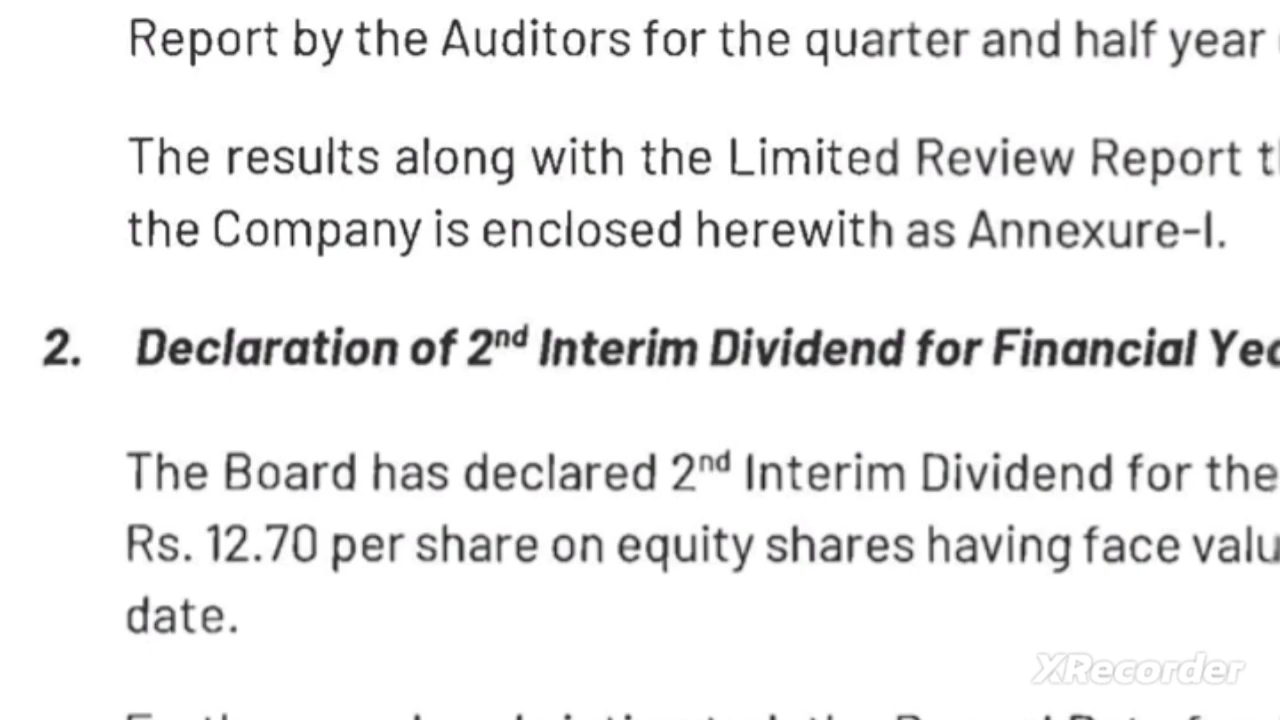 Report by the Auditors for the quarter and half year
The results along with the Limited Review Report
the Company is enclosed herewith as Annexure-I.
2. Declaration of 2nd Interim Dividend for Financial
The Board has declared 2nd Interim Dividend for the
Rs. 12.70 per share on equity shares having face
date.
XRecorder